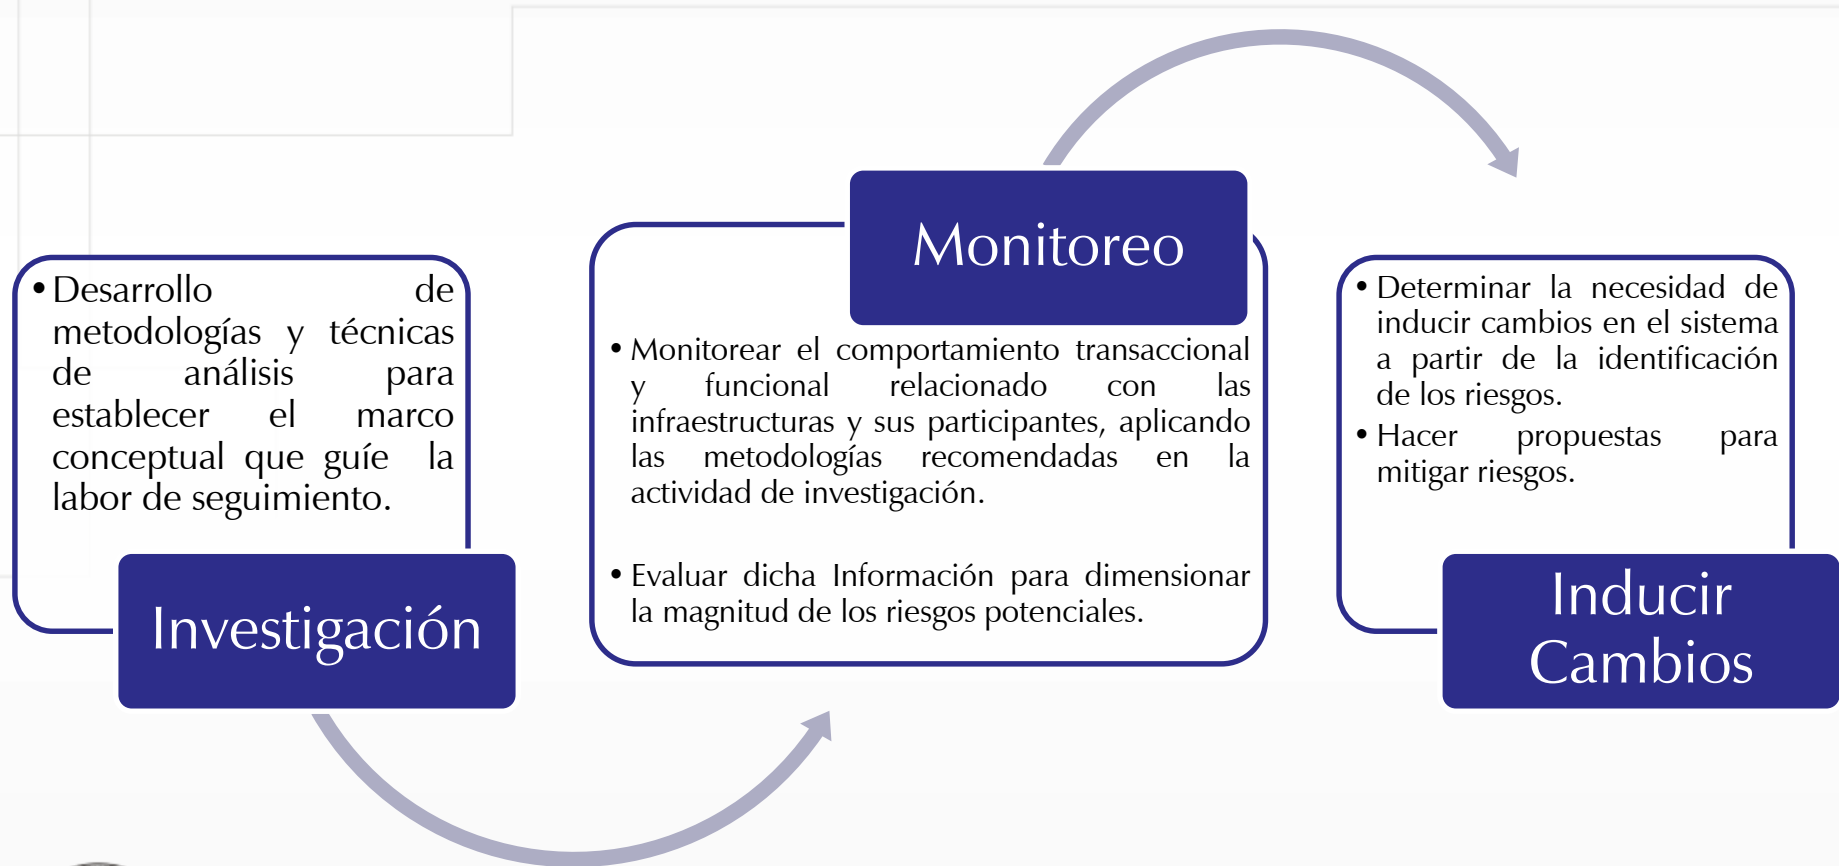 • Desarrollo de
metodologías y técnicas
de análisis para
establecer el marco
conceptual que guíe la
labor de seguimiento.
Investigación
Monitoreo
• Monitorear el comportamiento transaccional
y funcional relacionado con las
infraestructuras y sus participantes, aplicando
las metodologías recomendadas en la
actividad de investigación.
• Evaluar dicha Información para dimensionar
la magnitud de los riesgos potenciales.
• Determinar la necesidad de
inducir cambios en el sistema
a partir de la identificación
de los riesgos.
• Hacer propuestas para
mitigar riesgos.
Inducir
Cambios